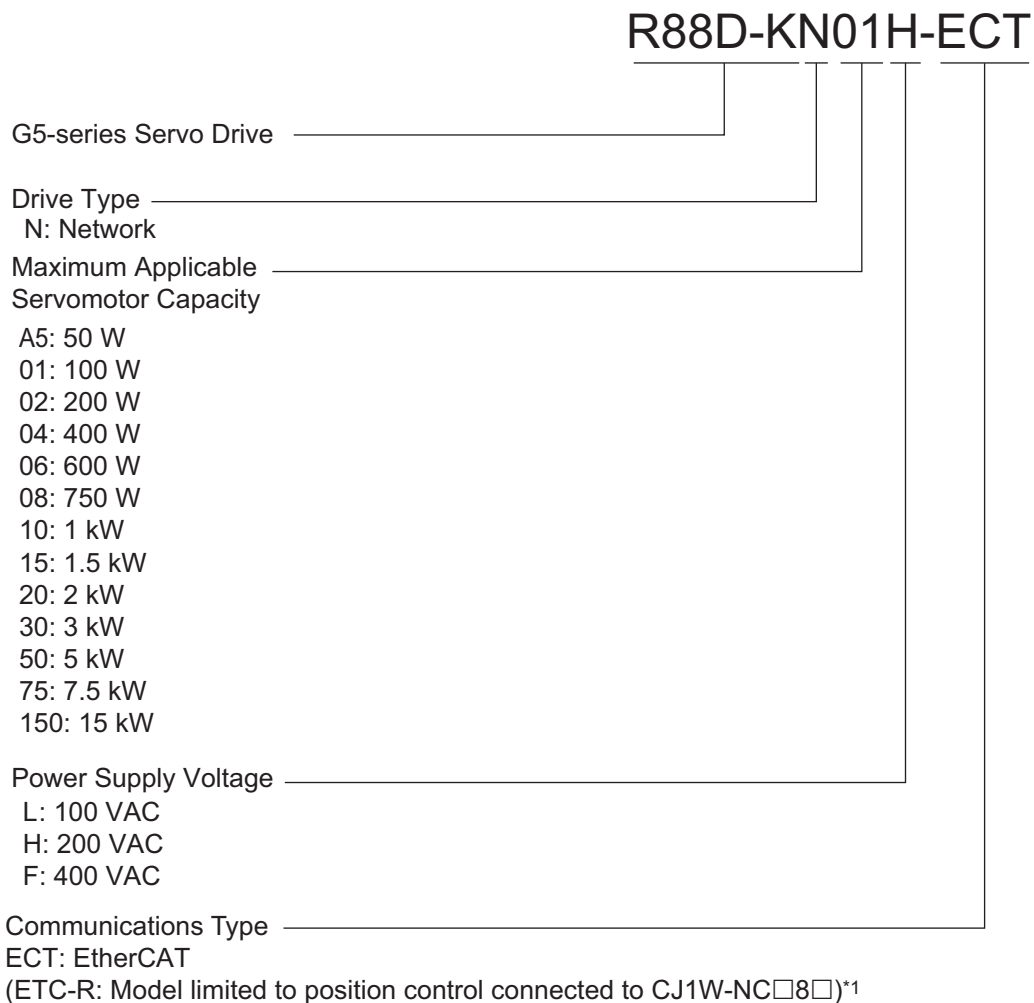 R88D-KN01H-ECT
G5-series Servo Drive
Drive Type
N: Network
Maximum Applicable
Servomotor Capacity
A5: 50 W
01: 100 W
02: 200 W
04: 400 W
06: 600 W
08: 750 W
10: 1 kW
15: 1.5 kW
20: 2 kW
30: 3 kW
50: 5 kW
75: 7.5 kW
150: 15 kW
Power Supply Voltage
L: 100 VAC
H: 200 VAC
F: 400 VAC
Communications Type
ECT: EtherCAT
(ETC-R: Model limited to position control connected to CJ1W-NC□8□)*1